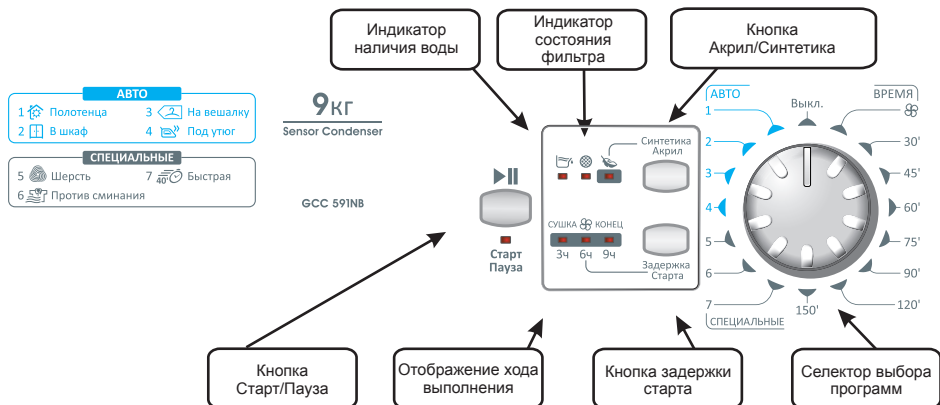 Индикатор
наличия воды
Индикатор
состояния
фильтра
Кнопка
Акрил/Синтетика
АВТО
1 Полотенца
3 На вешалку
2 В шкаф
4 Под утюг
СПЕЦИАЛЬНЫЕ
5 Шерсть
7 40° Быстрая
6 Против сминания
9кг
Sensor Condenser
GCC 591NB
Старт
Пауза
Синтетика
Акрил
СУШКА КОНЕЦ
3ч 6ч 9ч
Задержка
Старта
АВТО
1
2
3
4
5
6
7
СПЕЦИАЛЬНЫЕ
Выкл.
ВРЕМЯ
30'
45'
60'
75'
90'
120'
150'
Кнопка
Старт/Пауза
Отображение хода
выполнения
Кнопка задержки
старта
Селектор выбора
программ